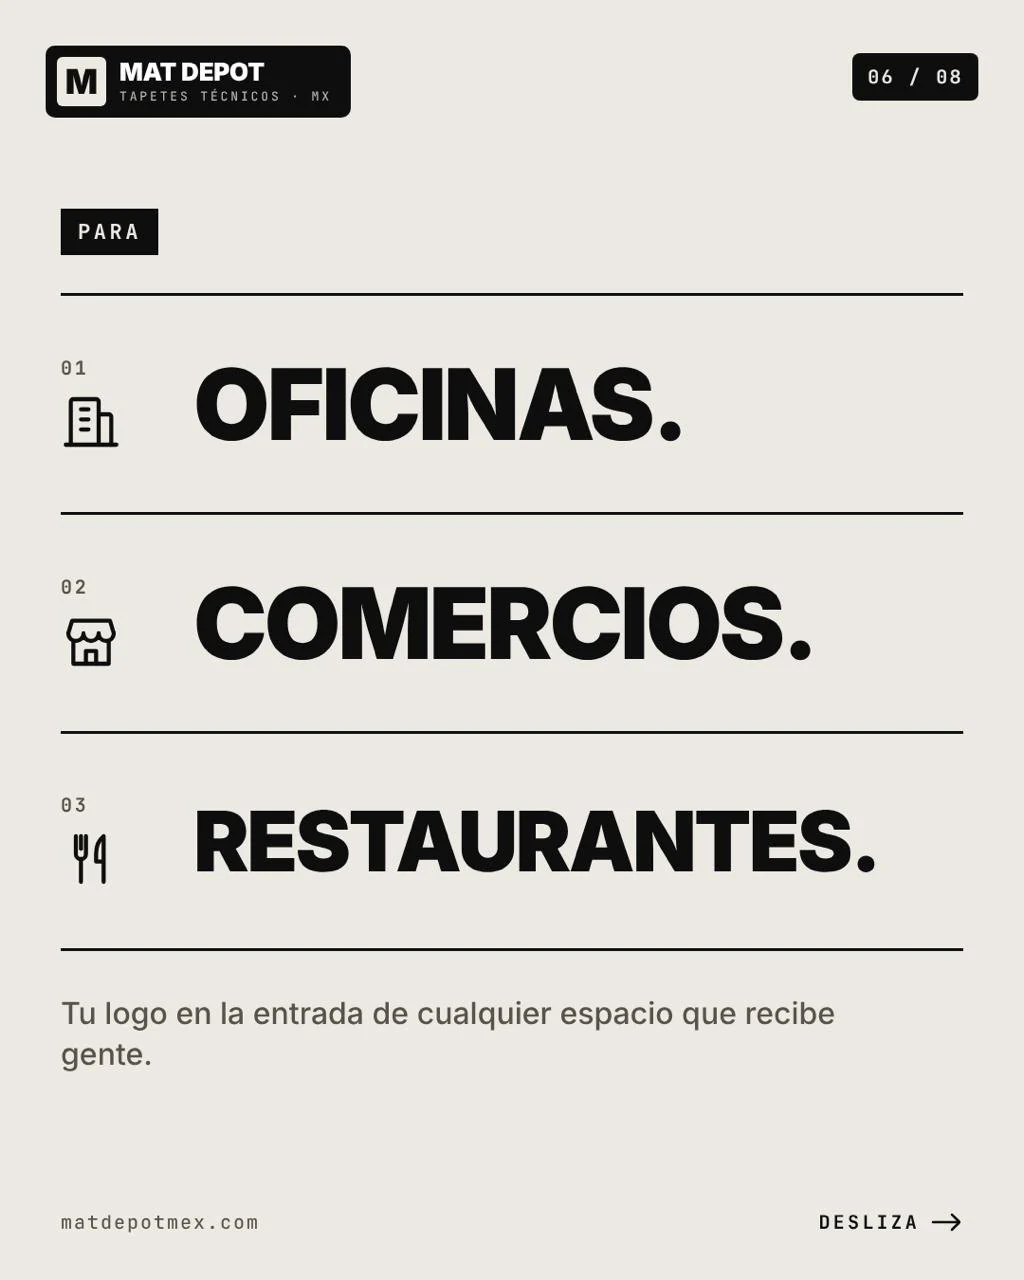 M
MAT DEPOT
TAPETES TÉCNICOS · MX
06 / 08
PARA
01
OFICINAS.
02
COMERCIOS.
03
RESTAURANTES.
Tu logo en la entrada de cualquier espacio que recibe
gente.
matdepotmex.com
DESLIZA →